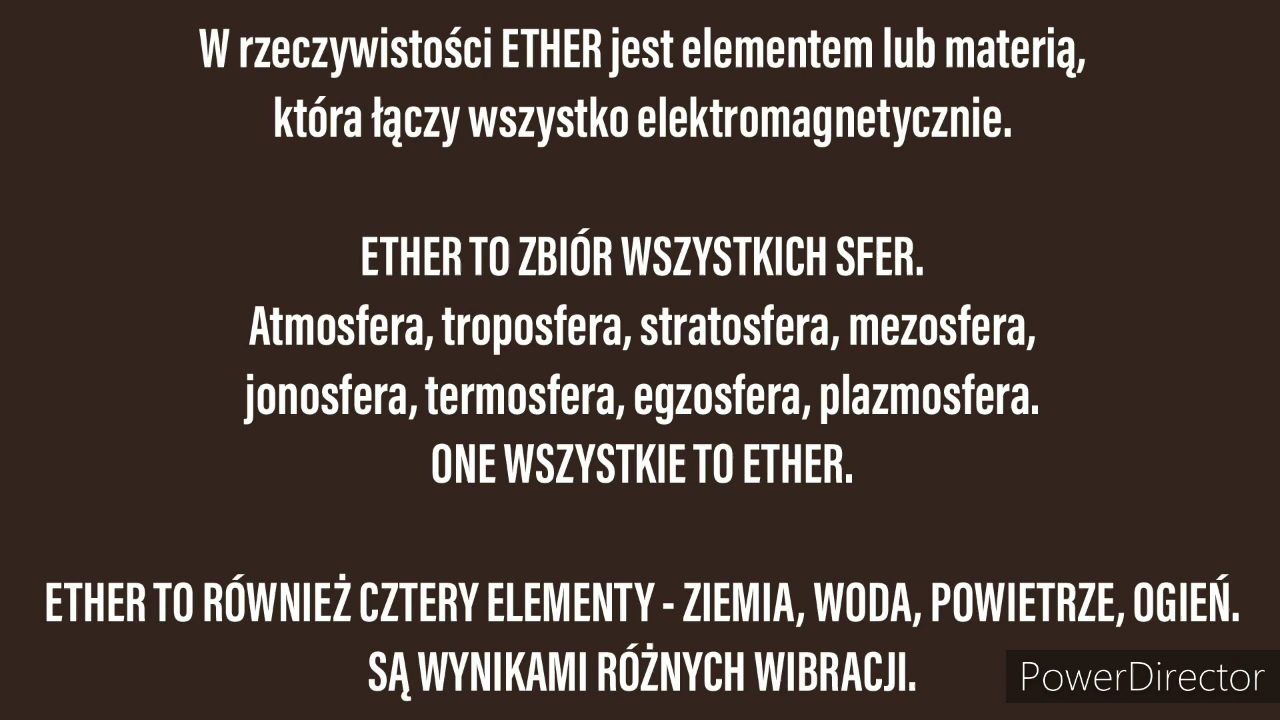 W rzeczywistości ETHER jest elementem lub materią,
która łączy wszystko elektromagnetycznie.
ETHER TO ZBIÓR WSZYSTKICH SFER.
Atmosfera, troposfera, stratosfera, mezosfera,
jonosfera, termosfera, egzosfera, plazmosfera.
ONE WSZYSTKIE TO ETHER.
ETHER TO RÓWNIEŻ CZTERY ELEMENTY - ZIEMIA, WODA, POWIETRZE, OGIEŃ.
SĄ WYNIKAMI RÓŻNYCH WIBRACJI.
PowerDirector